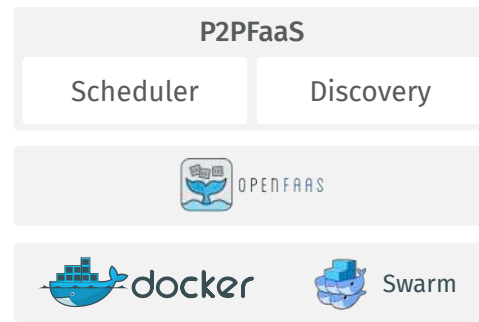 P2PFaaS
Scheduler
Discovery
OPENFAAS
docker
Swarm